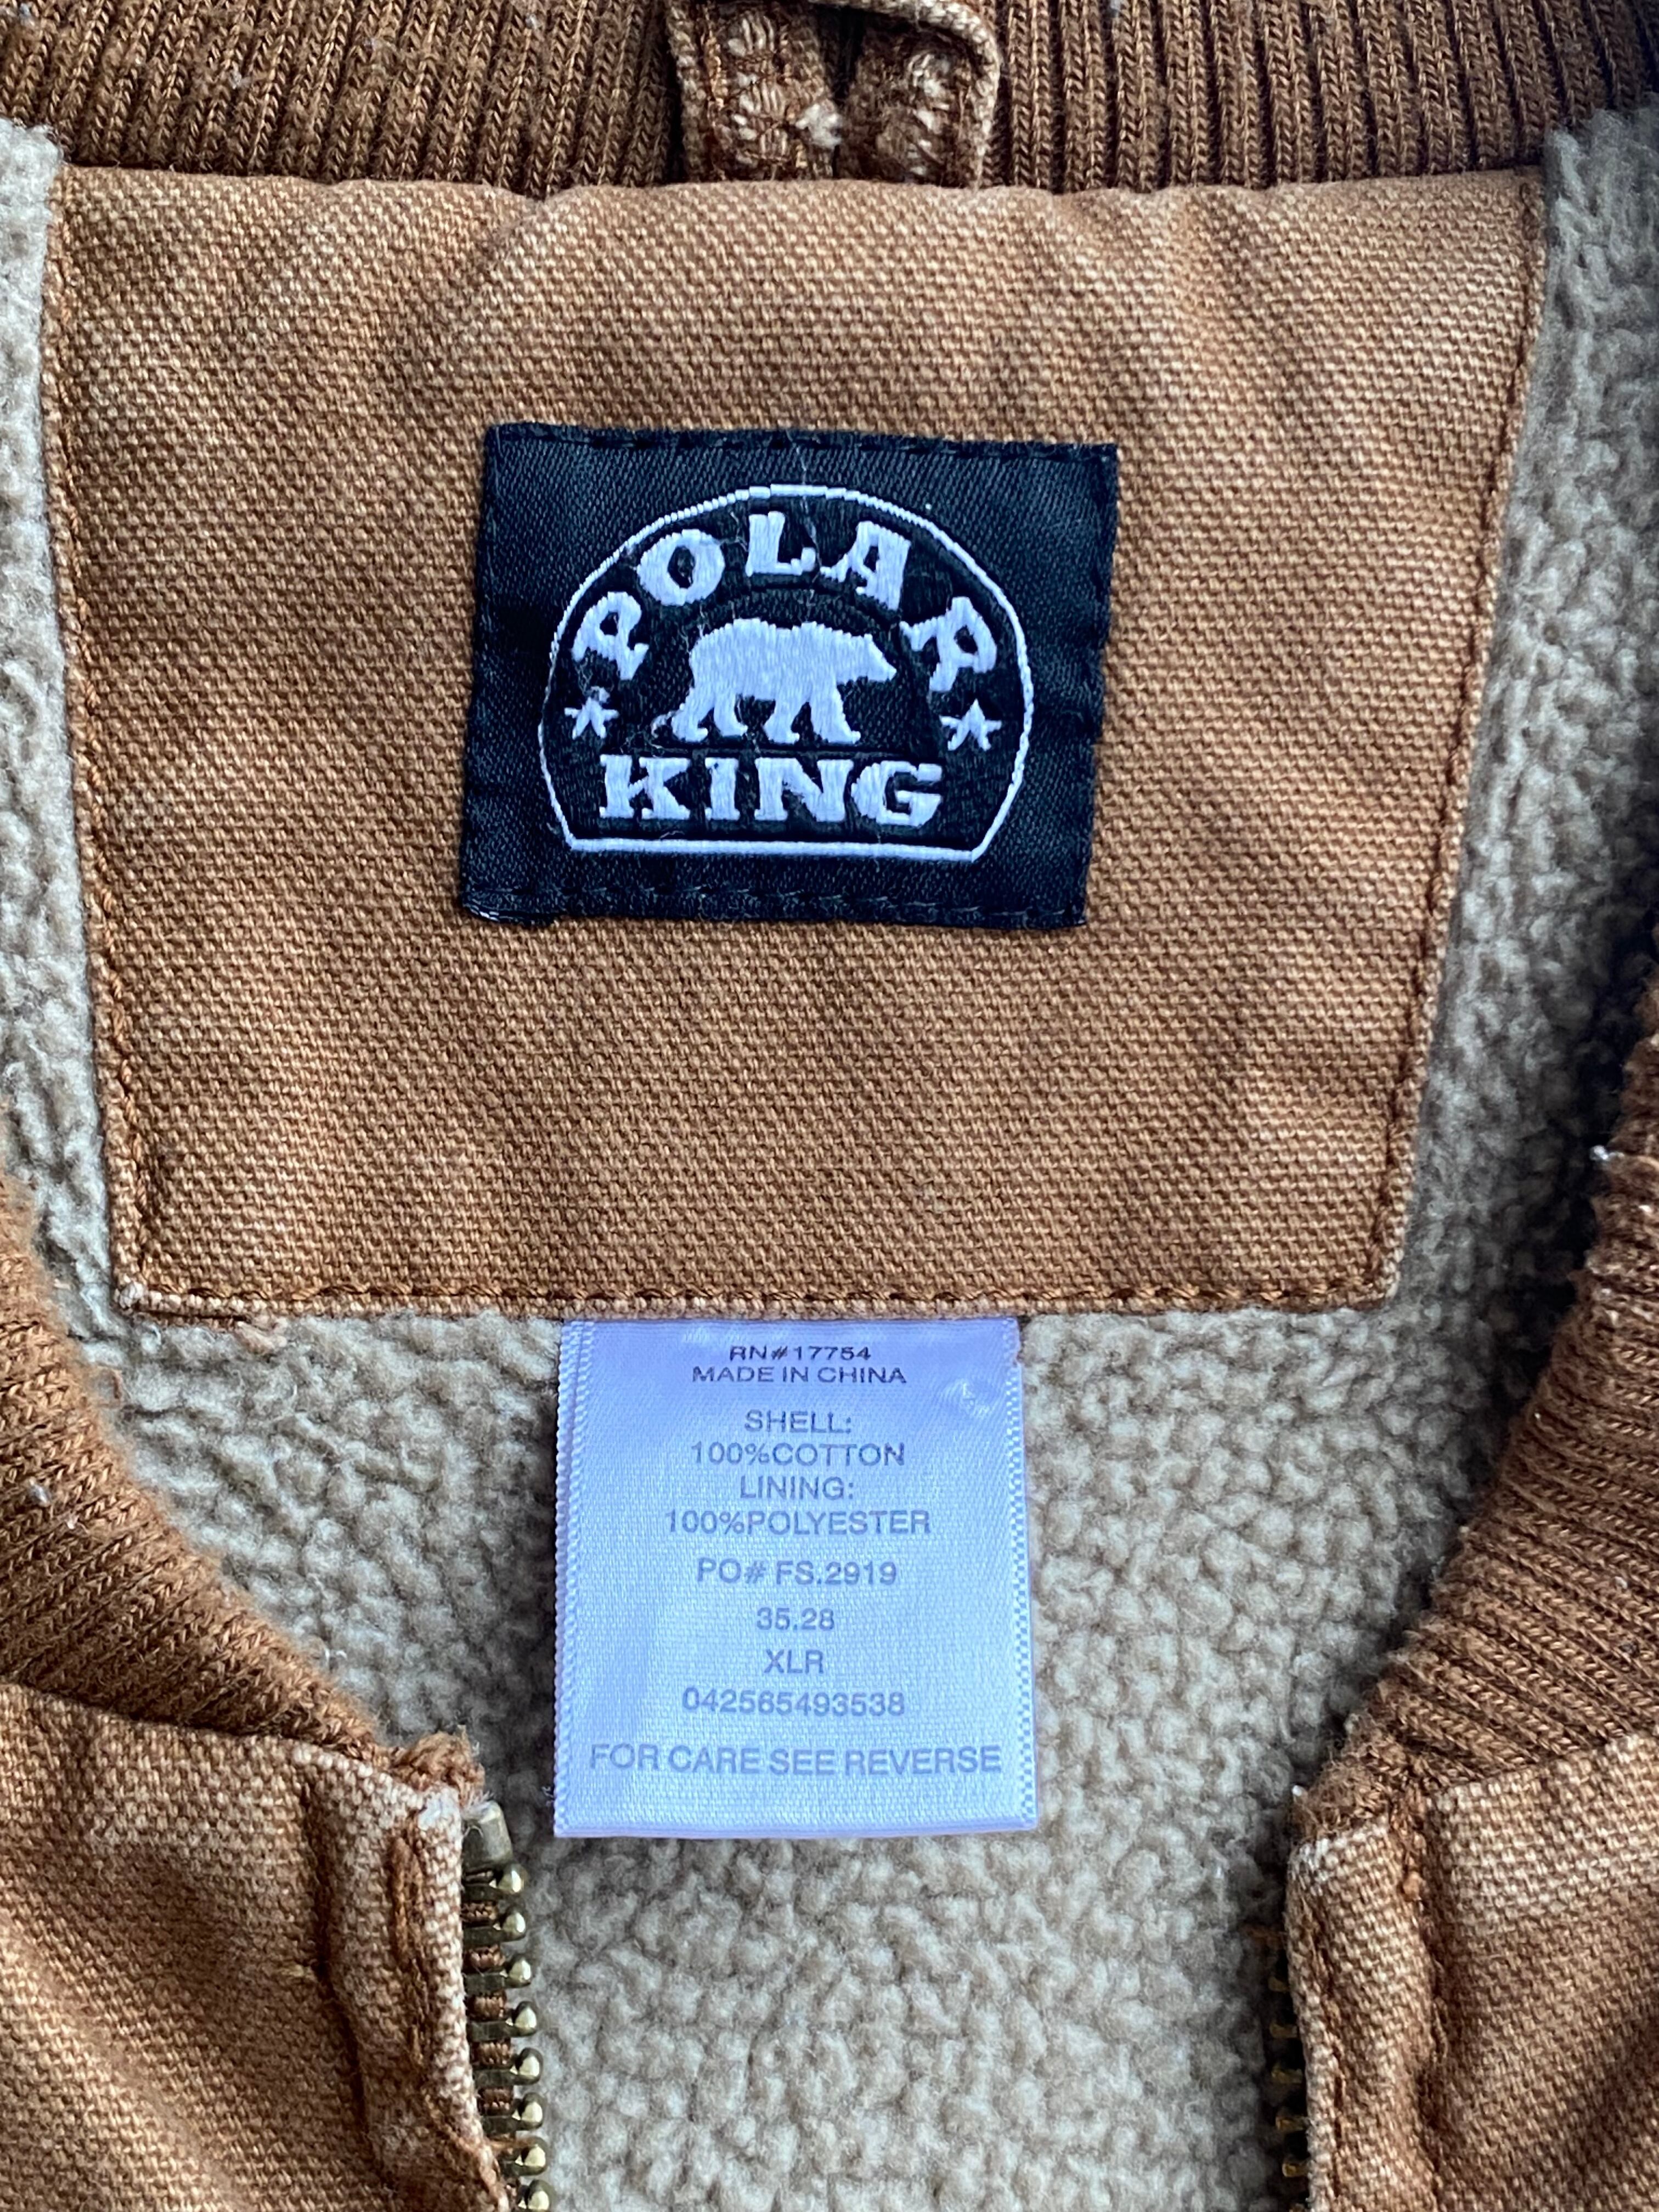 POLAR
KING
RN#17754
MADE IN CHINA
SHELL:
100%COTTON
LINING:
100%POLYESTER
PO# FS.2919
35.28
XLR
042565493538
FOR CARE SEE REVERSE